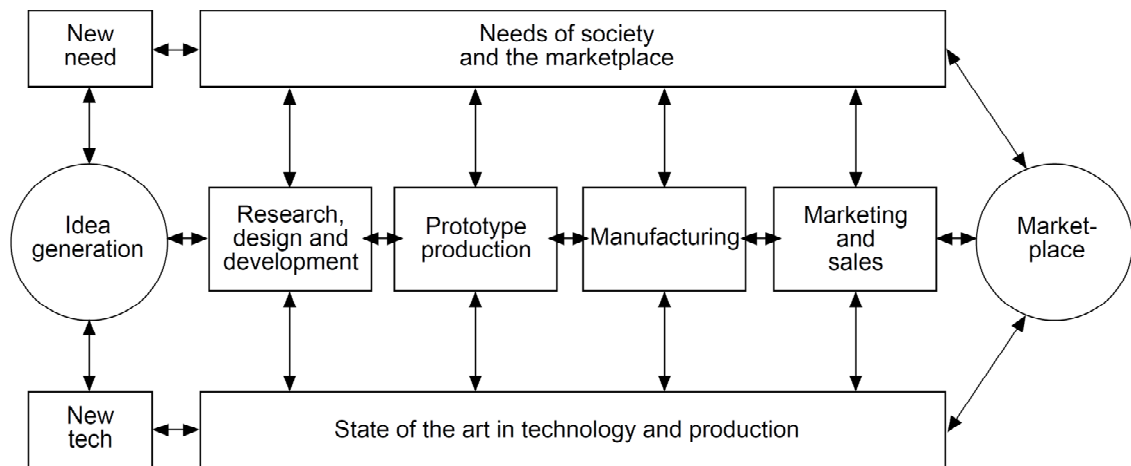 New
need
Needs of society
and the marketplace
Idea
generation
Research,
design and
development
Prototype
production
Manufacturing
Marketing
and
sales
Market-
place
New
tech
State of the art in technology and production